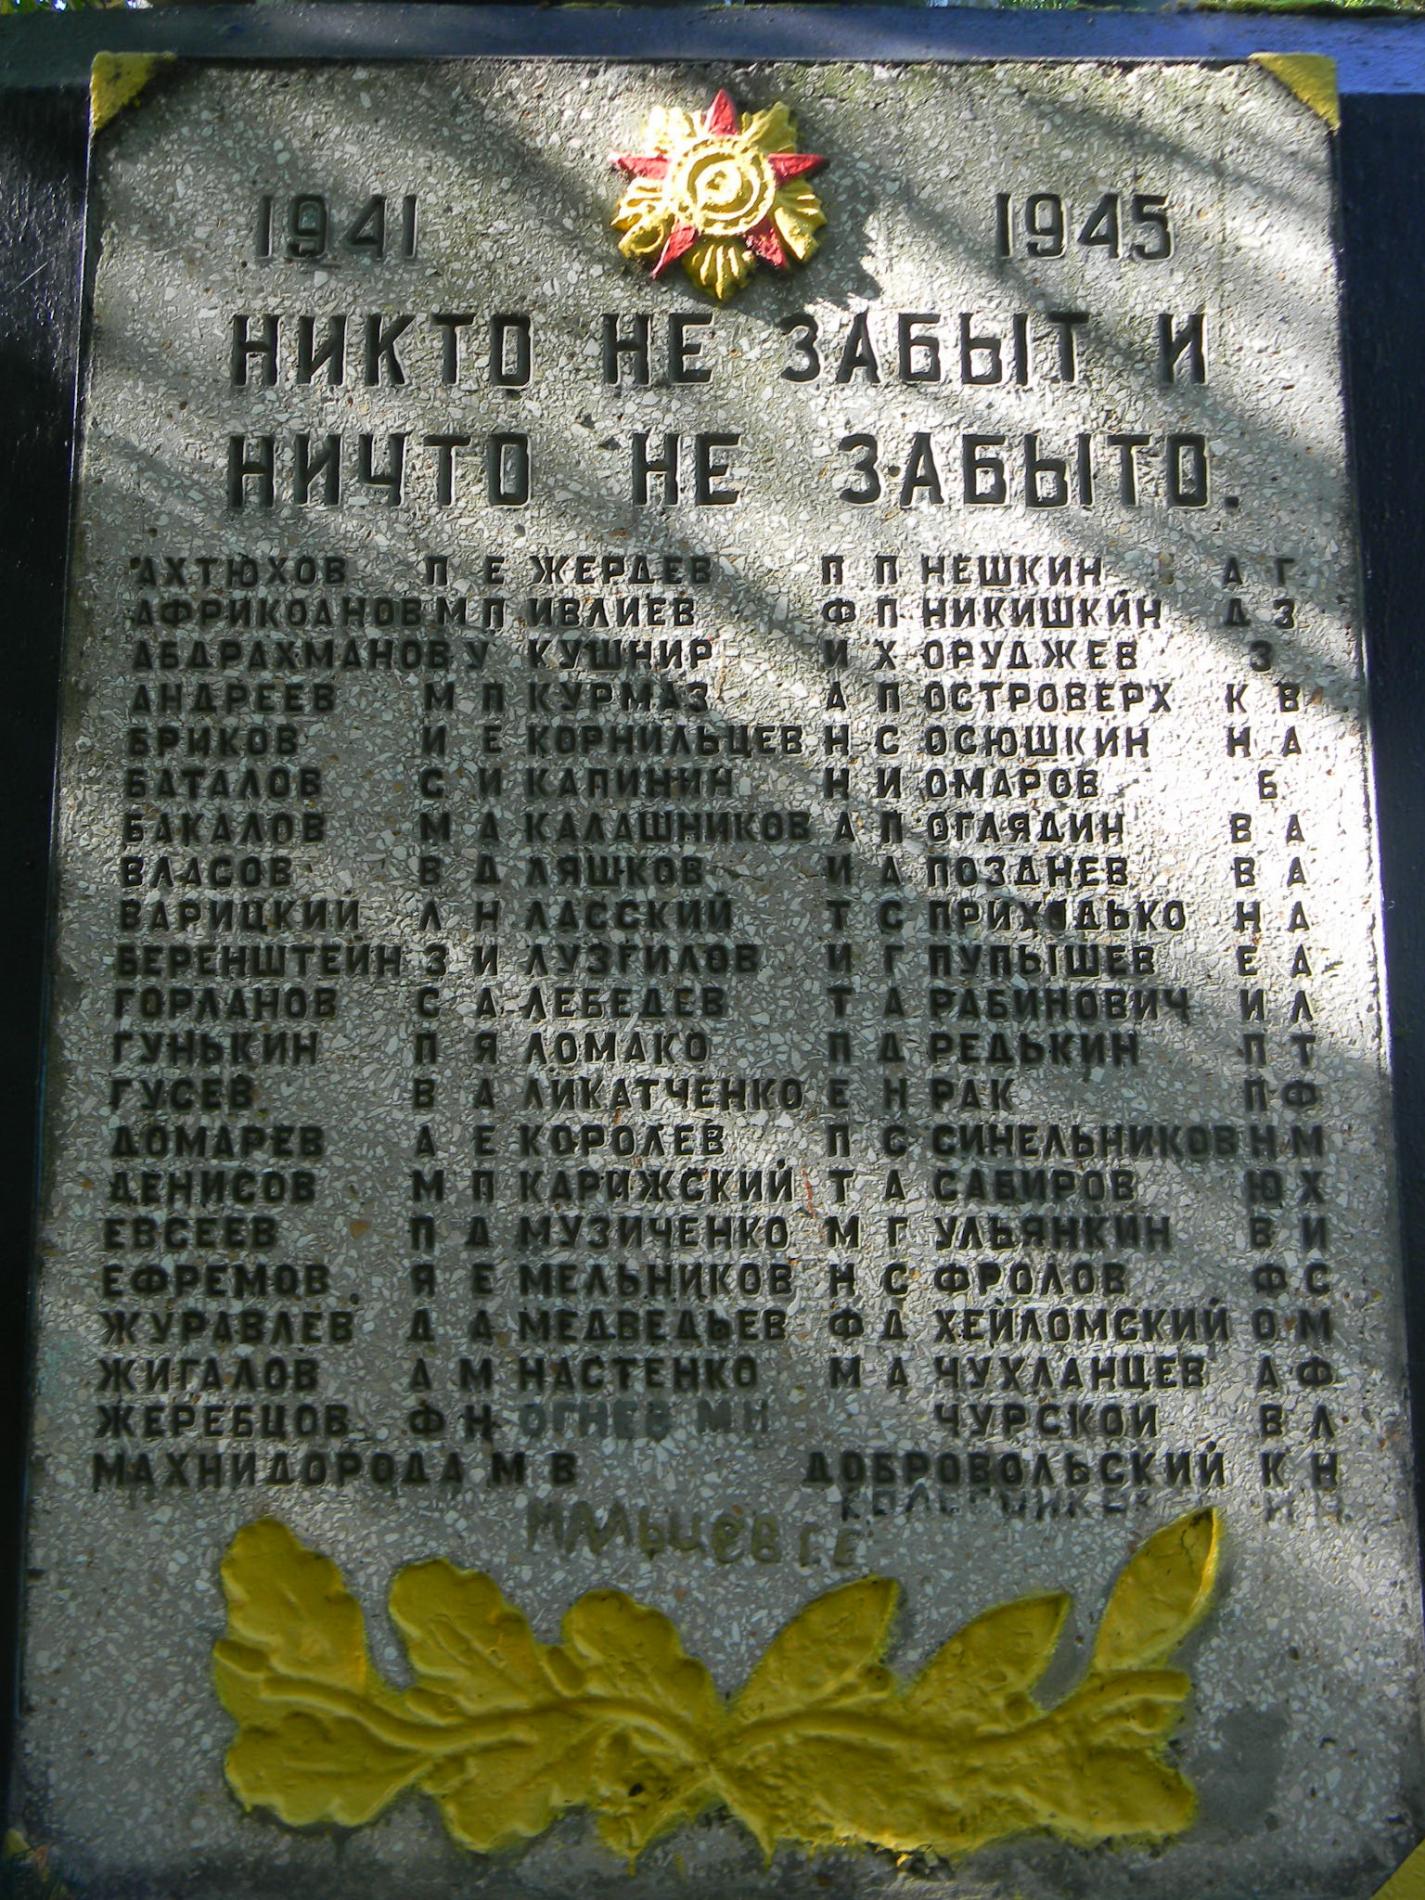 1941 1945
НИКТО НЕ ЗАБЫТ И
НИЧТО НЕ ЗАБЫТО.
АХТЮХОВ П Е ЖЕРДЕВ П П НЕШКИН А Г
АФРИКОАНОВ М П ИВЛИЕВ Ф П НИКИШКИН Д З
АБДРАХМАНОВ У КУШНИР И Х ОРУДЖЕВ З
АНДРЕЕВ М П КУРМАЗ А П ОСТРОВЕРХ К В
БРИКОВ И Е КОРНИЛЬЦЕВ Н С ОСЮШКИН Н А
БАТАЛОВ С И КАПИНИН Н И ОМАРОВ Б
БАКАЛОВ М А КАЛАШНИКОВ А П ОГЛЯДИН В А
ВЛАСОВ В Д ЛЯШКОВ И А ПОЗДНЕВ В А
ВАРИЦКИЙ Л Н ЛАССКИЙ Т С ПРИХОДЬКО Н А
БЕРЕНШТЕЙН З И ЛУЗГИЛОВ И Г ПУПЫШЕВ Е А
ГОРЛАНОВ С А ЛЕБЕДЕВ Т А РАБИНОВИЧ И Л
ГУНЬКИН П Я ЛОМАКО П Д РЕДЬКИН П Т
ГУСЕВ В А ЛИКАТЧЕНКО Е Н РАК П Ф
ДОМАРЕВ А Е КОРОЛЕВ П С СИНЕЛЬНИКОВ Н М
ДЕНИСОВ М П КАРИЖСКИЙ Т А САБИРОВ Ю Х
ЕВСЕЕВ П Д МУЗИЧЕНКО М Г УЛЬЯНКИН В И
ЕФРЕМОВ Я Е МЕЛЬНИКОВ Н С ФРОЛОВ Ф С
ЖУРАВЛЕВ Д А МЕДВЕДЬЕВ Ф Д ХЕЙЛОМСКИЙ О М
ЖИГАЛОВ Л М НАСТЕНКО М А ЧУХЛАНЦЕВ А Ф
ЖЕРЕБЦОВ Ф Н ОГНЕВ М Н ЧУРСКОЙ В Л
МАХНИДОРОДА М В ДОБРОВОЛЬСКИЙ К Н
МАЛЬЦЕВ Г Е